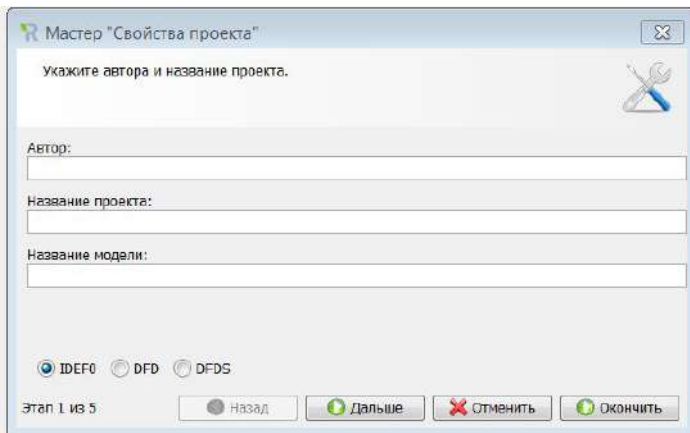 Мастер "Свойства проекта"
Укажите автора и название проекта.
Автор:
Название проекта:
Название модели:
IDEF0 DFD DFDS
Этап 1 из 5 Назад Дальше Отменить Окончить